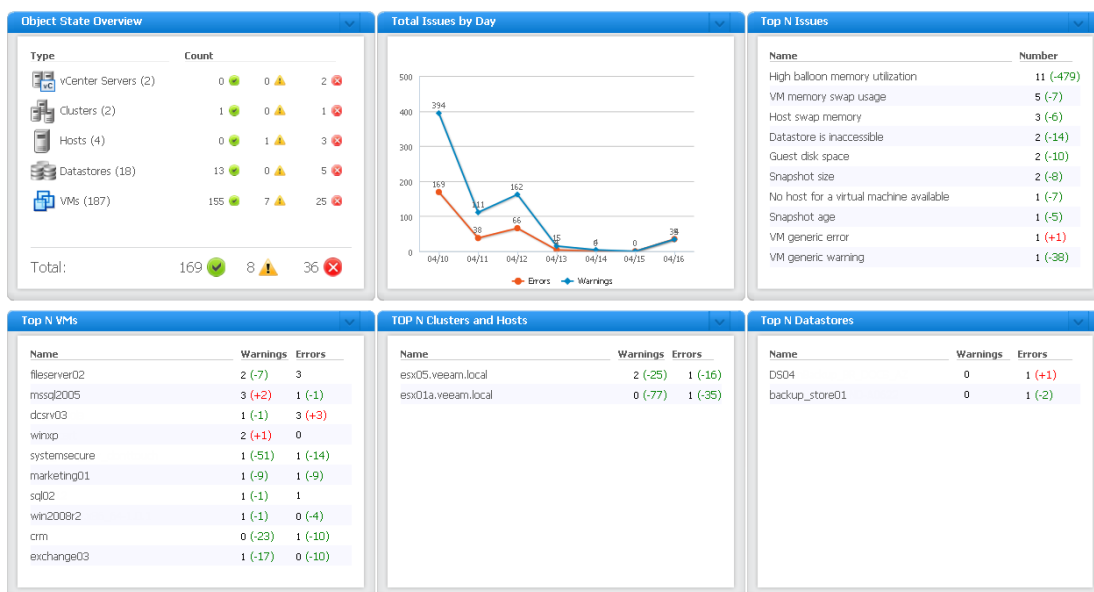 Object State Overview
Type Count
vCenter Servers (2) 0 0 2
Clusters (2) 1 0 1
Hosts (4) 0 1 3
Datastores (18) 13 0 5
VMs (187) 155 7 25
Total: 169 8 36
Total Issues by Day
500
400
300
200
100
0
394
169
111
38
162
66
15
0
04/10 04/11 04/12 04/13 04/14 04/15 04/16
Errors Warnings
Top N Issues
Name Number
High balloon memory utilization 11 (-479)
VM memory swap usage 5 (-7)
Host swap memory 3 (-6)
Datastore is inaccessible 2 (-14)
Guest disk space 2 (-10)
Snapshot size 2 (-8)
No host for a virtual machine available 1 (-7)
Snapshot age 1 (-5)
VM generic error 1 (+1)
VM generic warning 1 (-38)
Top N VMs
Name Warnings Errors
fileserver02 2 (-7) 3
mssql2005 3 (+2) 1 (-1)
dcsrv03 1 (-1) 3 (+3)
winxp 2 (+1) 0
systemsecure 1 (-51) 1 (-14)
marketing01 1 (-9) 1 (-9)
sql02 1 (-1) 1
win2008r2 1 (-1) 0 (-4)
crm 0 (-23) 1 (-10)
exchange03 1 (-17) 0 (-10)
TOP N Clusters and Hosts
Name Warnings Errors
esx05.veeam.local 2 (-25) 1 (-16)
esx01a.veeam.local 0 (-77) 1 (-35)
Top N Datastores
Name Warnings Errors
DS04 0 1 (+1)
backup_store01 0 1 (-2)